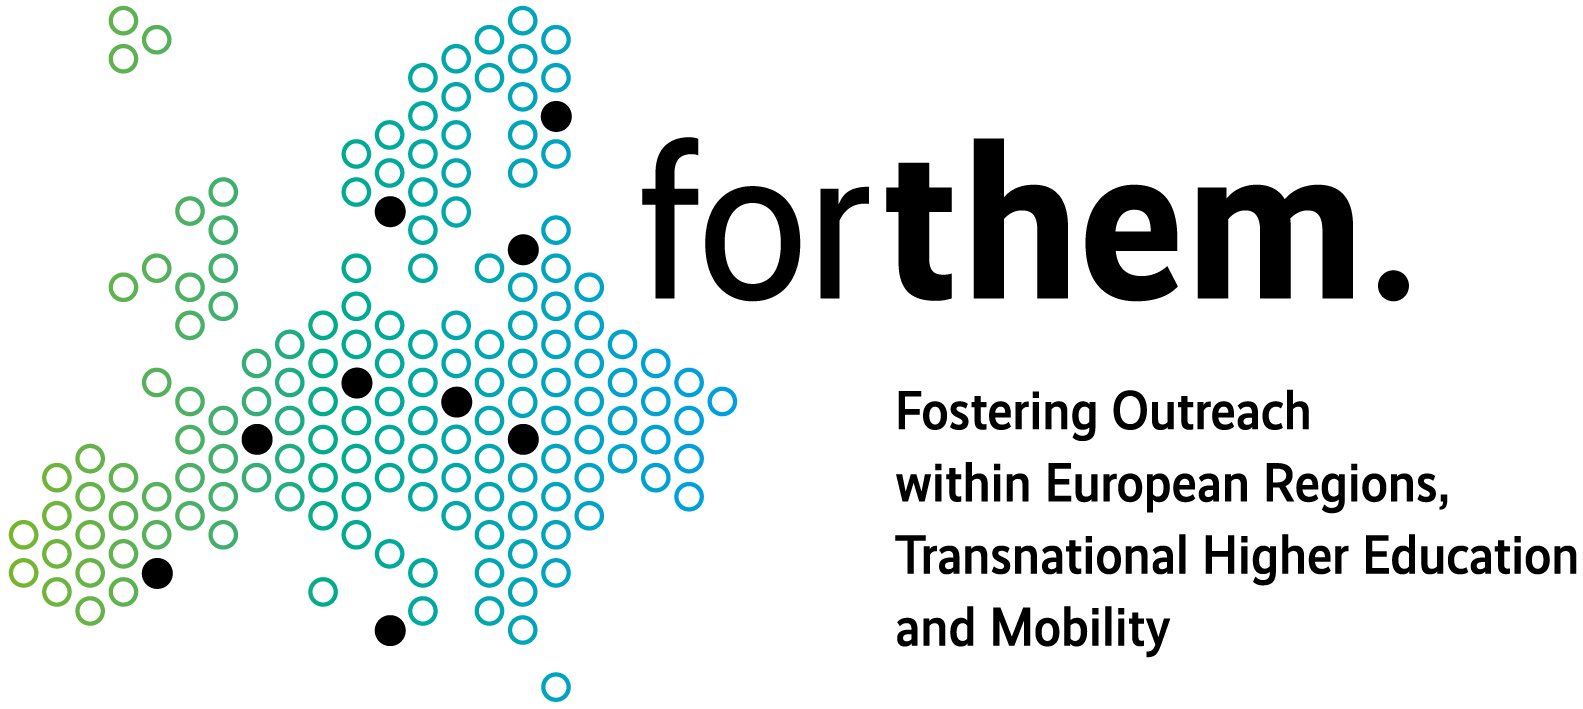 forthem.
Fostering Outreach
within European Regions,
Transnational Higher Education
and Mobility